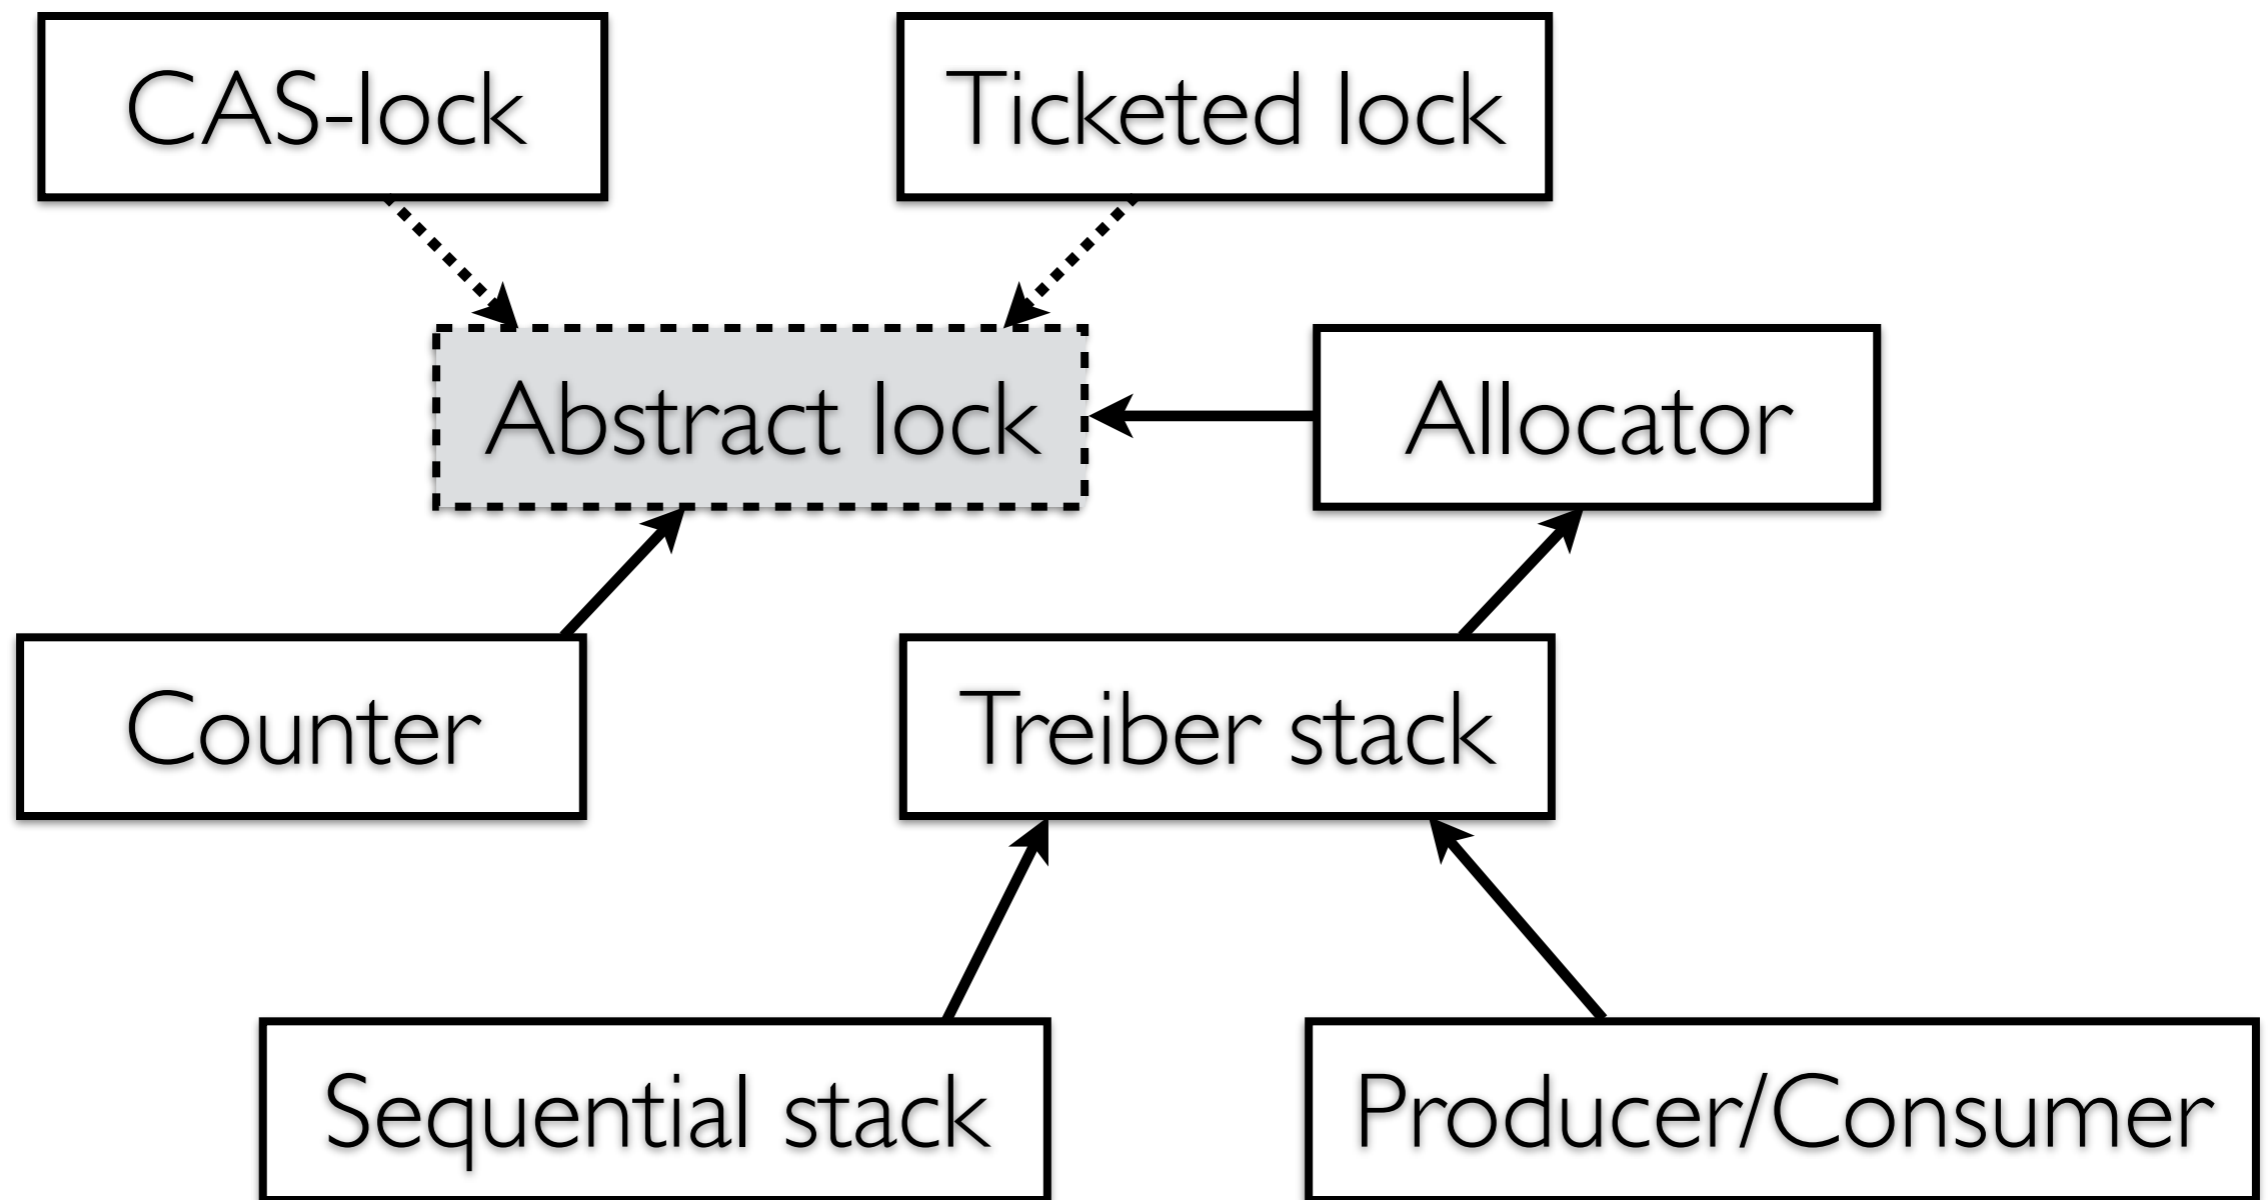 CAS-lock
Ticketed lock
Abstract lock
Allocator
Counter
Treiber stack
Sequential stack
Producer/Consumer